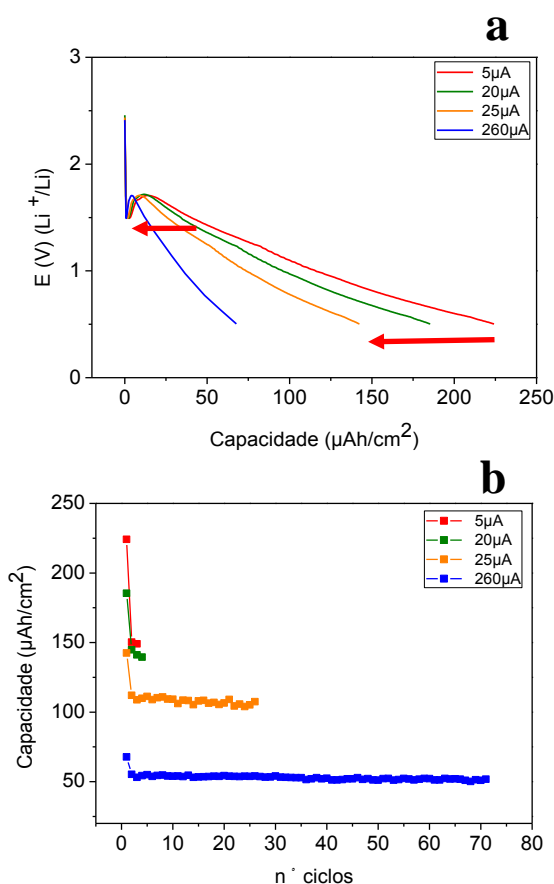 a
3
2
1
0
E (V) (Li +/Li)
5µA
20µA
25µA
260µA
0 50 100 150 200 250
Capacidade (µAh/cm2)
b
250
200
150
100
50
Capacidade (µAh/cm2)
5µA
20µA
25µA
260µA
0 10 20 30 40 50 60 70 80
n ° ciclos